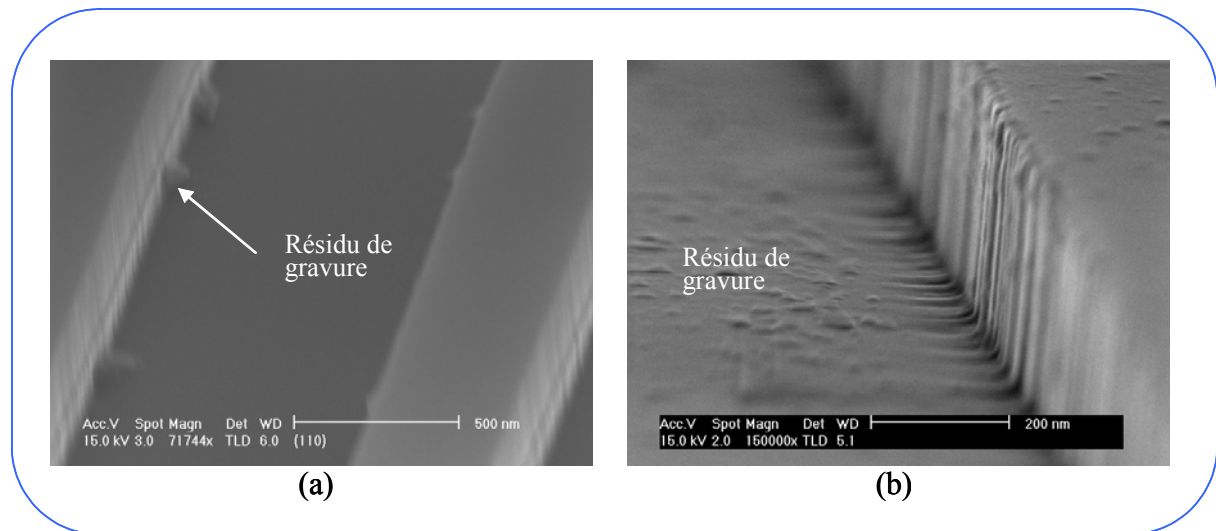 Résidu de
gravure
Acc.V Spot Magn Det WD 500 nm
15.0 kV 3.0 71744x TLD 6.0 (110)
(a)
Résidu de
gravure
Acc.V Spot Magn Det WD 200 nm
15.0 kV 2.0 150000x TLD 5.1
(b)